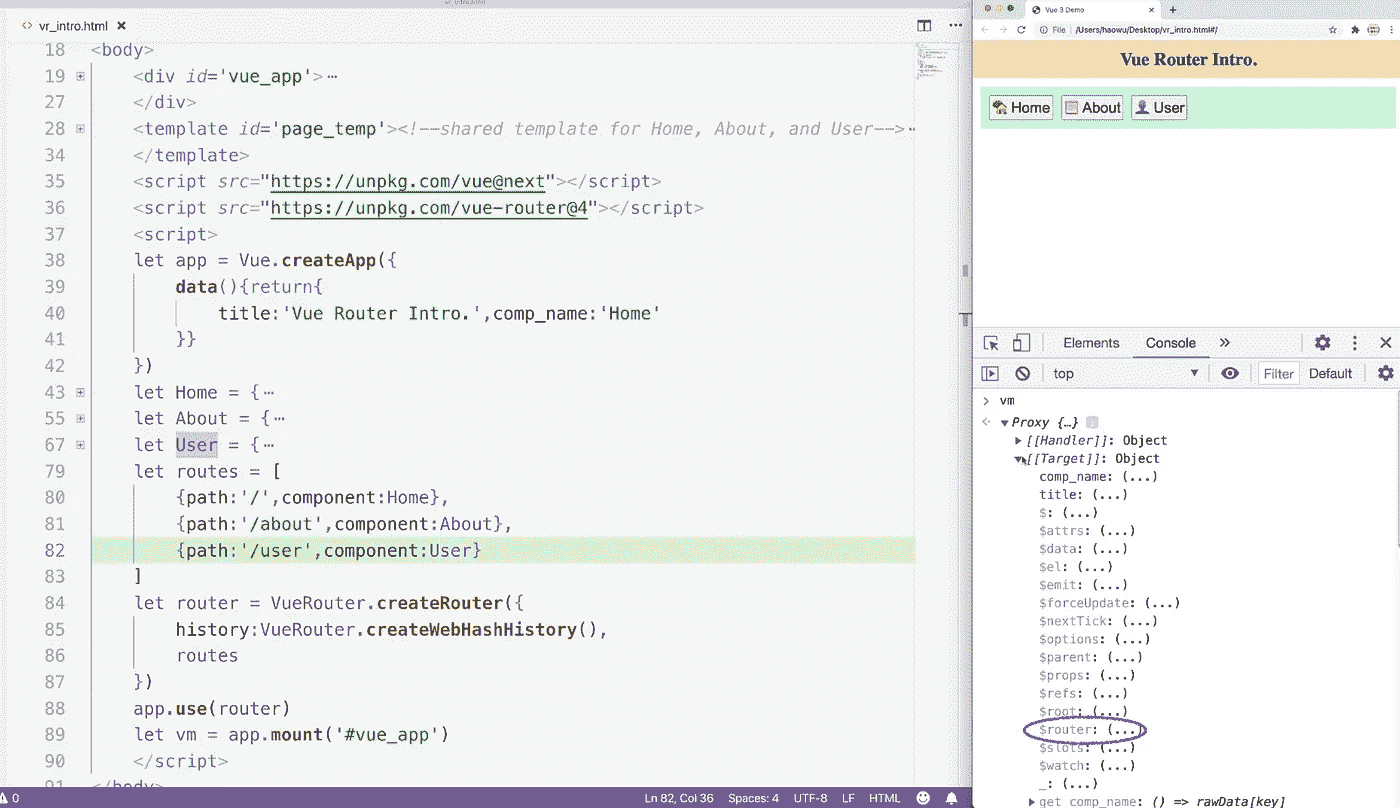 vr_intro.html
<> vr_intro.html ×
18 <body>
19 <div id='vue_app'>⋯
27 </div>
28 <template id='page_temp'><!--shared template for Home, About, and User-->⋯
34 </template>
35 <script src="https://unpkg.com/vue@next"></script>
36 <script src="https://unpkg.com/vue-router@4"></script>
37 <script>
38 let app = Vue.createApp({
39 data(){return{
40 title:'Vue Router Intro.',comp_name:'Home'
41 }}
42 })
43 let Home = {⋯
55 let About = {⋯
67 let User = {⋯
79 let routes = [
80 {path:'/',component:Home},
81 {path:'/about',component:About},
82 {path:'/user',component:User}
83 ]
84 let router = VueRouter.createRouter({
85 history:VueRouter.createWebHashHistory(),
86 routes
87 })
88 app.use(router)
89 let vm = app.mount('#vue_app')
90 </script>
91 </body>
0 Ln 82, Col 36 Spaces: 4 UTF-8 LF HTML
Vue 3 Demo
File /Users/haowu/Desktop/vr_intro.html#/
Vue Router Intro.
Home About User
Elements Console »
top Filter Default
> vm
Proxy {…} i
[[Handler]]: Object
[[Target]]: Object
comp_name: (...)
title: (...)
$: (...)
$attrs: (...)
$data: (...)
$el: (...)
$emit: (...)
$forceUpdate: (...)
$nextTick: (...)
$options: (...)
$parent: (...)
$props: (...)
$refs: (...)
$root: (...)
$router: (...)
$slots: (...)
$watch: (...)
_: (...)
get comp_name: () => rawData[key]